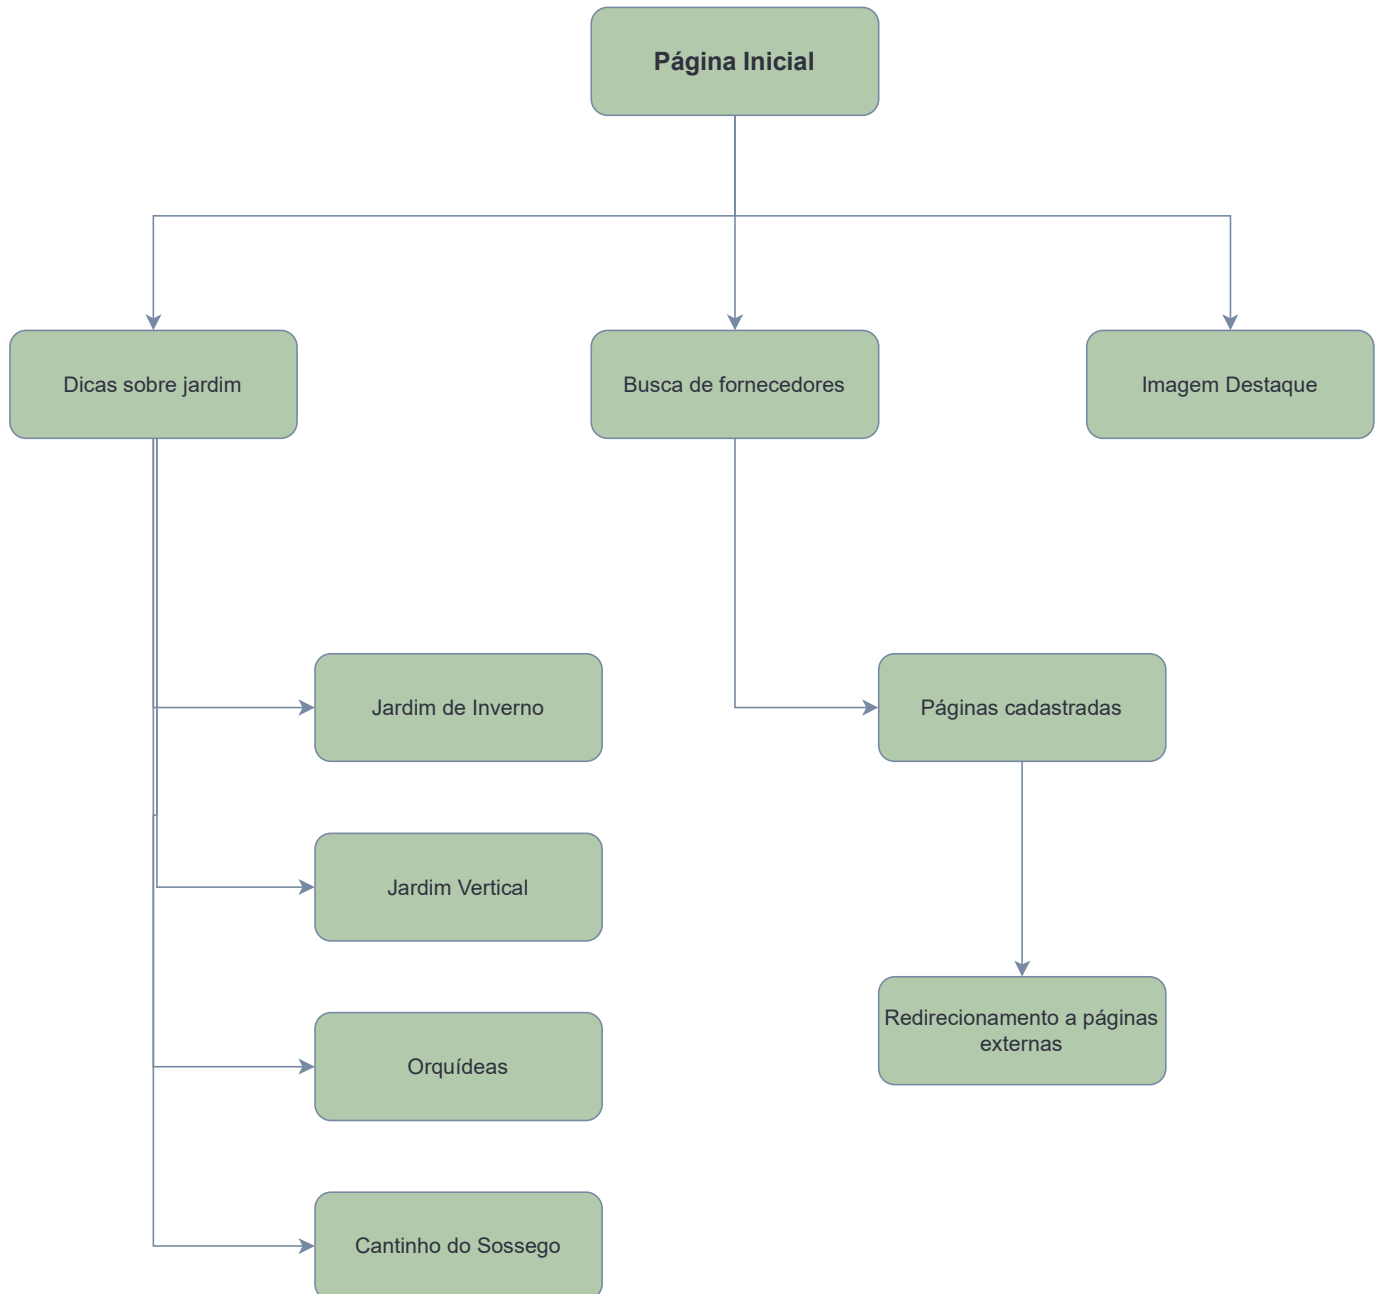 Página Inicial
Dicas sobre jardim
Busca de fornecedores
Imagem Destaque
Jardim de Inverno
Páginas cadastradas
Jardim Vertical
Redirecionamento a páginas
externas
Orquídeas
Cantinho do Sossego